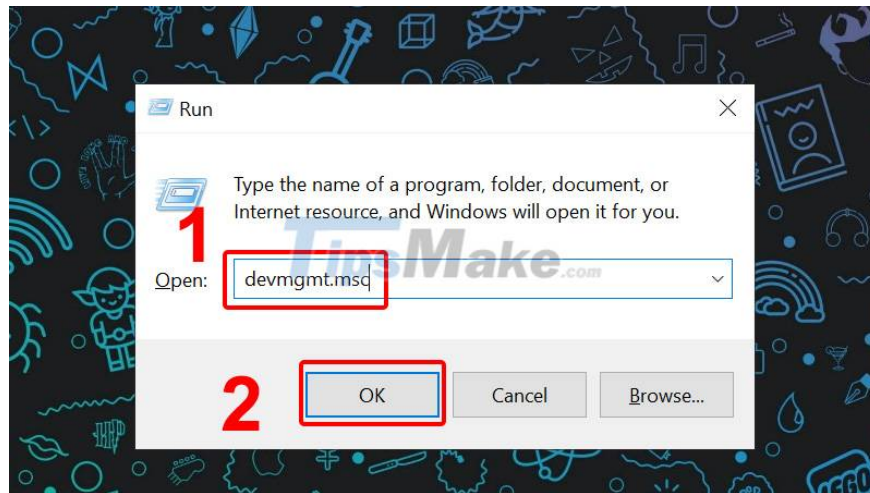 Run
Type the name of a program, folder, document, or
Internet resource, and Windows will open it for you.
1
TipsMake.com
Open: devmgmt.msc
2 OK Cancel Browse...